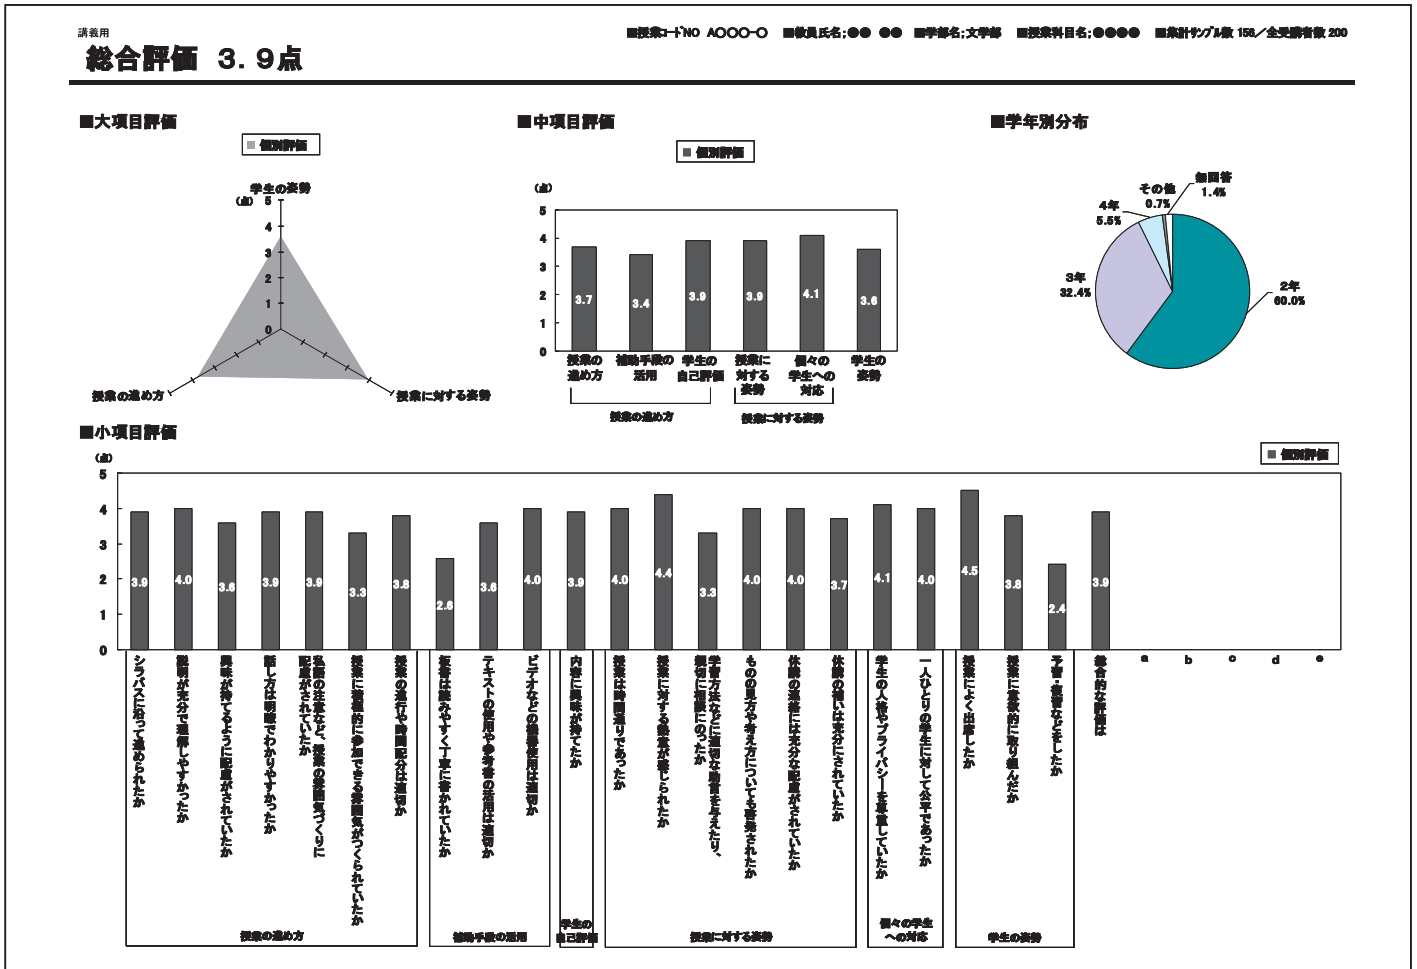 講義用
総合評価 3.9点
■授業コードNO A○○○-○ ■教員氏名;●● ●● ■学部名;文学部 ■授業科目名;●●●● ■集計サンプル数 156／全受講者数 200
■大項目評価
■個別評価
学生の姿勢
(点)
5
4
3
2
1
0
授業の進め方
授業に対する姿勢
■中項目評価
■個別評価
(点)
5
4
3
2
1
0
3.7
3.4
3.9
3.9
4.1
3.6
授業の
進め方
補助手段の
活用
学生の
自己評価
授業に
対する
姿勢
個々の
学生への
対応
学生の
姿勢
授業の進め方
授業に対する姿勢
■学年別分布
無回答
1.4%
その他
0.7%
4年
5.5%
3年
32.4%
2年
60.0%
■小項目評価
■個別評価
(点)
5
4
3
2
1
0
3.9
4.0
3.6
3.9
3.9
3.3
3.8
2.6
3.6
4.0
3.9
4.0
4.4
3.3
4.0
4.0
3.7
4.1
4.0
4.5
3.8
2.4
3.9
シラバスに沿って進められたか
説明が充分で理解しやすかったか
興味が持てるように配慮がされていたか
話し方は明瞭でわかりやすかったか
私語の注意など、授業の雰囲気づくりに
配慮がされていたか
授業に積極的に参加できる雰囲気がつくられていたか
授業の進行や時間配分は適切か
板書は読みやすく丁寧に書かれていたか
テキストの使用や参考書の活用は適切か
ビデオなどの機器使用は適切か
内容に興味が持てたか
授業は時間通りであったか
授業に対する熱意が感じられたか
学習方法などに適切な助言を与えたり、
親切に相談にのったか
ものの見方や考え方についても啓発されたか
休講の連絡には充分な配慮がされていたか
休講の補いは充分にされていたか
学生の人格やプライバシーを尊重していたか
一人ひとりの学生に対して公平であったか
授業によく出席したか
授業に意欲的に取り組んだか
予習・復習などをしたか
総合的な評価は
a
b
c
d
e
授業の進め方
補助手段の活用
学生の
自己評価
授業に対する姿勢
個々の学生
への対応
学生の姿勢